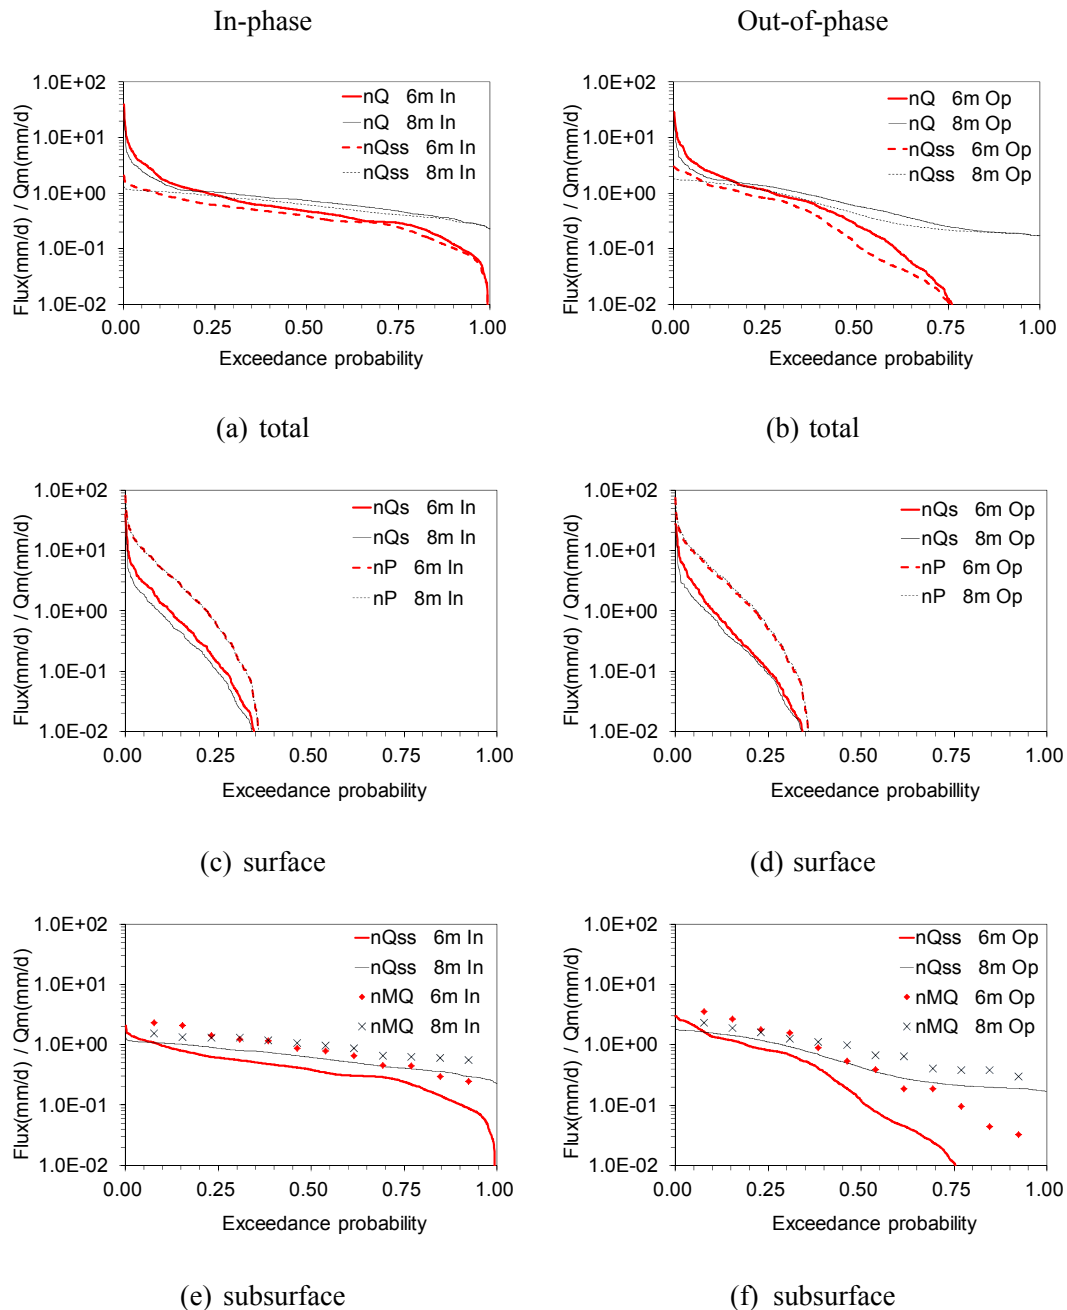 In-phase
Out-of-phase
Flux(mm/d) / Qm(mm/d)
1.0E+02
1.0E+01
1.0E+00
1.0E-01
1.0E-02
nQ 6m In
nQ 8m In
nQss 6m In
nQss 8m In
0.00 0.25 0.50 0.75 1.00
Exceedance probability
(a) total
Flux(mm/d) / Qm(mm/d)
1.0E+02
1.0E+01
1.0E+00
1.0E-01
1.0E-02
nQ 6m Op
nQ 8m Op
nQss 6m Op
nQss 8m Op
0.00 0.25 0.50 0.75 1.00
Exceedance probability
(b) total
Flux(mm/d) / Qm(mm/d)
1.0E+02
1.0E+01
1.0E+00
1.0E-01
1.0E-02
nQs 6m In
nQs 8m In
nP 6m In
nP 8m In
0.00 0.25 0.50 0.75 1.00
Exceedance probability
(c) surface
Flux(mm/d) / Qm(mm/d)
1.0E+02
1.0E+01
1.0E+00
1.0E-01
1.0E-02
nQs 6m Op
nQs 8m Op
nP 6m Op
nP 8m Op
0.00 0.25 0.50 0.75 1.00
Exceedance probabillity
(d) surface
Flux(mm/d) / Qm(mm/d)
1.0E+02
1.0E+01
1.0E+00
1.0E-01
1.0E-02
nQss 6m In
nQss 8m In
nMQ 6m In
nMQ 8m In
0.00 0.25 0.50 0.75 1.00
Exceedance probability
(e) subsurface
Flux(mm/d) / Qm(mm/d)
1.0E+02
1.0E+01
1.0E+00
1.0E-01
1.0E-02
nQss 6m Op
nQss 8m Op
nMQ 6m Op
nMQ 8m Op
0.00 0.25 0.50 0.75 1.00
Exceedance probability
(f) subsurface